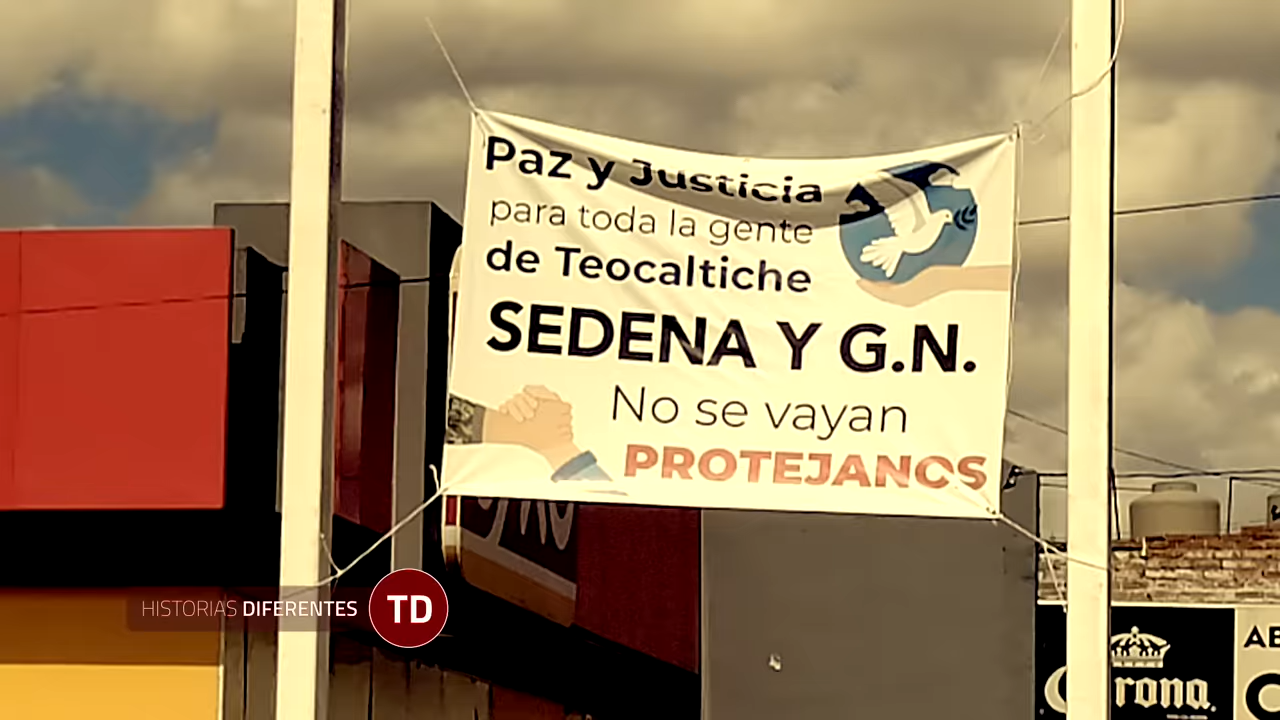 Paz y Justicia
para toda la gente
de Teocaltiche
SEDENA Y G.N.
No se vayan
PROTEJANOS
HISTORIAS DIFERENTES
TD
Corona